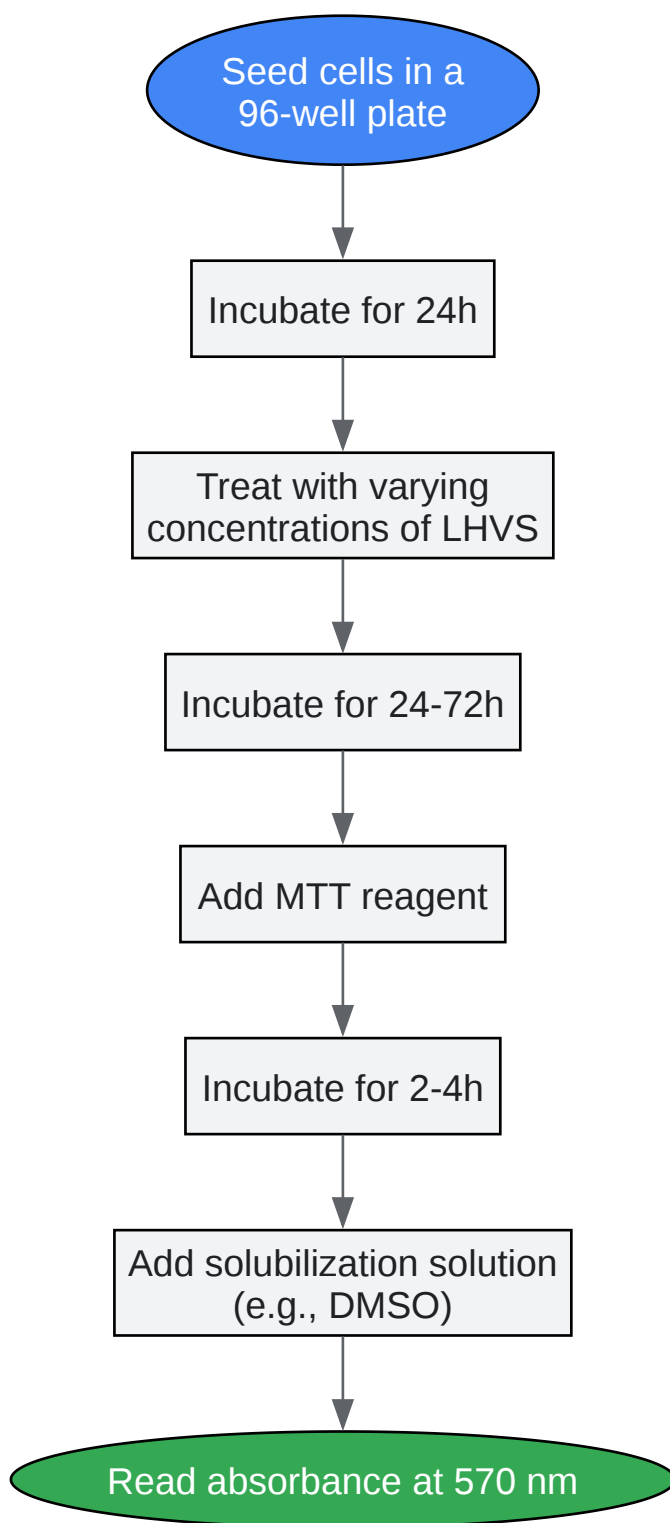 Seed cells in a
96-well plate
Incubate for 24h
Treat with varying
concentrations of LHVS
Incubate for 24-72h
Add MTT reagent
Incubate for 2-4h
Add solubilization solution
(e.g., DMSO)
Read absorbance at 570 nm